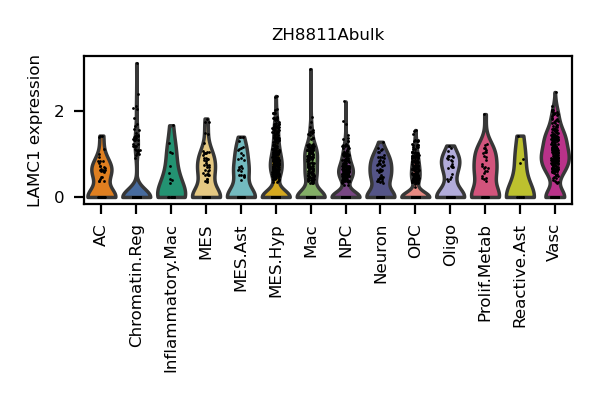 ZH8811Abulk
LAMC1 expression
2
0
AC
Chromatin.Reg
Inflammatory.Mac
MES
MES.Ast
MES.Hyp
Mac
NPC
Neuron
OPC
Oligo
Prolif.Metab
Reactive.Ast
Vasc